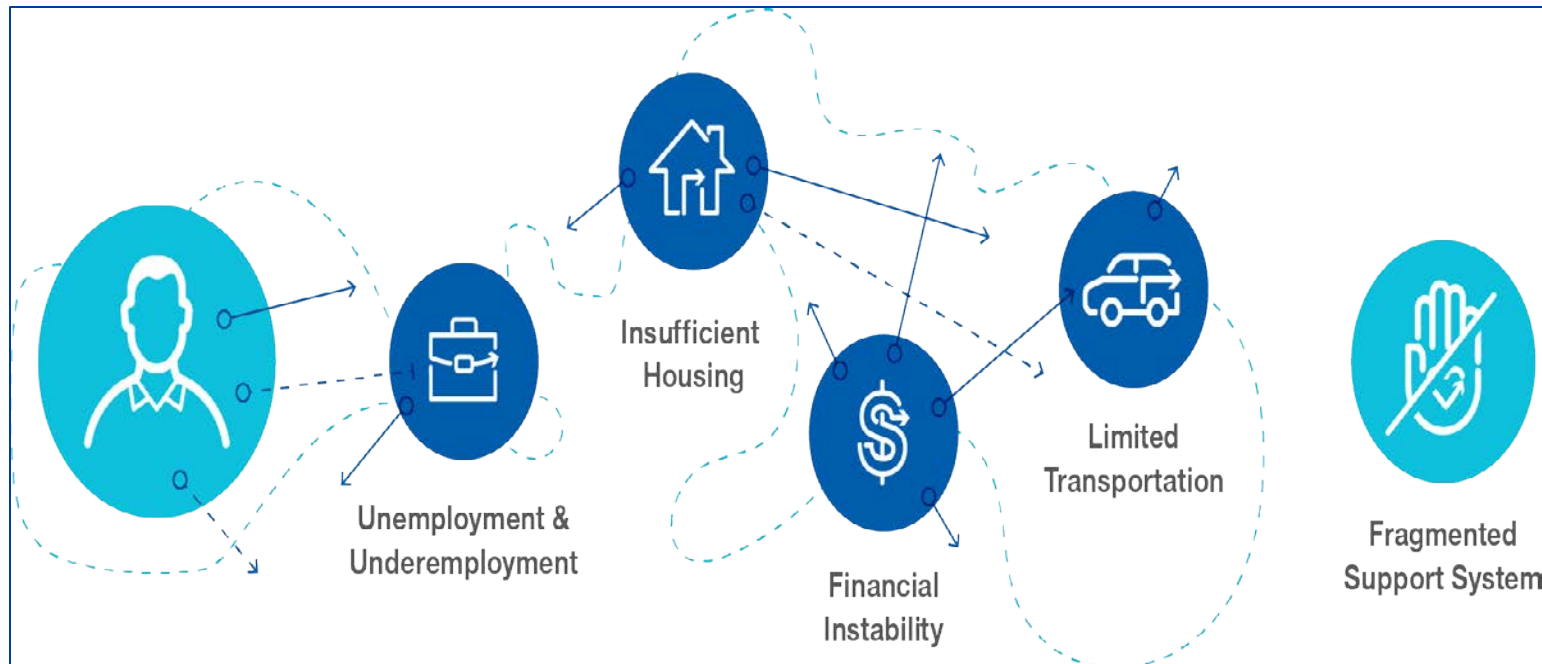 Unemployment &
Underemployment
Insufficient
Housing
Financial
Instability
Limited
Transportation
Fragmented
Support System